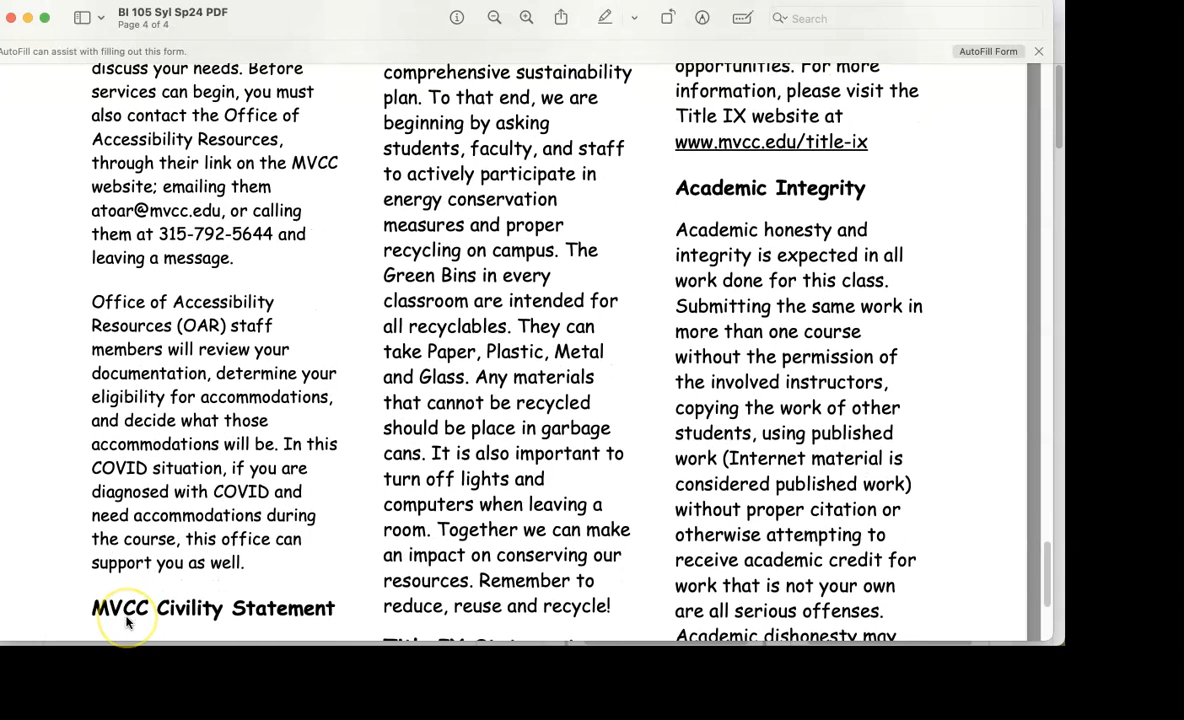 BI 105 Syl Sp24 PDF
Page 4 of 4
Search
AutoFill can assist with filling out this form.
AutoFill Form
discuss your needs. Before
services can begin, you must
also contact the Office of
Accessibility Resources,
through their link on the MVCC
website; emailing them
atoar@mvcc.edu, or calling
them at 315-792-5644 and
leaving a message.
Office of Accessibility
Resources (OAR) staff
members will review your
documentation, determine your
eligibility for accommodations,
and decide what those
accommodations will be. In this
COVID situation, if you are
diagnosed with COVID and
need accommodations during
the course, this office can
support you as well.
MVCC Civility Statement
comprehensive sustainability
plan. To that end, we are
beginning by asking
students, faculty, and staff
to actively participate in
energy conservation
measures and proper
recycling on campus. The
Green Bins in every
classroom are intended for
all recyclables. They can
take Paper, Plastic, Metal
and Glass. Any materials
that cannot be recycled
should be place in garbage
cans. It is also important to
turn off lights and
computers when leaving a
room. Together we can make
an impact on conserving our
resources. Remember to
reduce, reuse and recycle!
Title IX Statement
opportunities. For more
information, please visit the
Title IX website at
www.mvcc.edu/title-ix
Academic Integrity
Academic honesty and
integrity is expected in all
work done for this class.
Submitting the same work in
more than one course
without the permission of
the involved instructors,
copying the work of other
students, using published
work (Internet material is
considered published work)
without proper citation or
otherwise attempting to
receive academic credit for
work that is not your own
are all serious offenses.
Academic dishonesty may